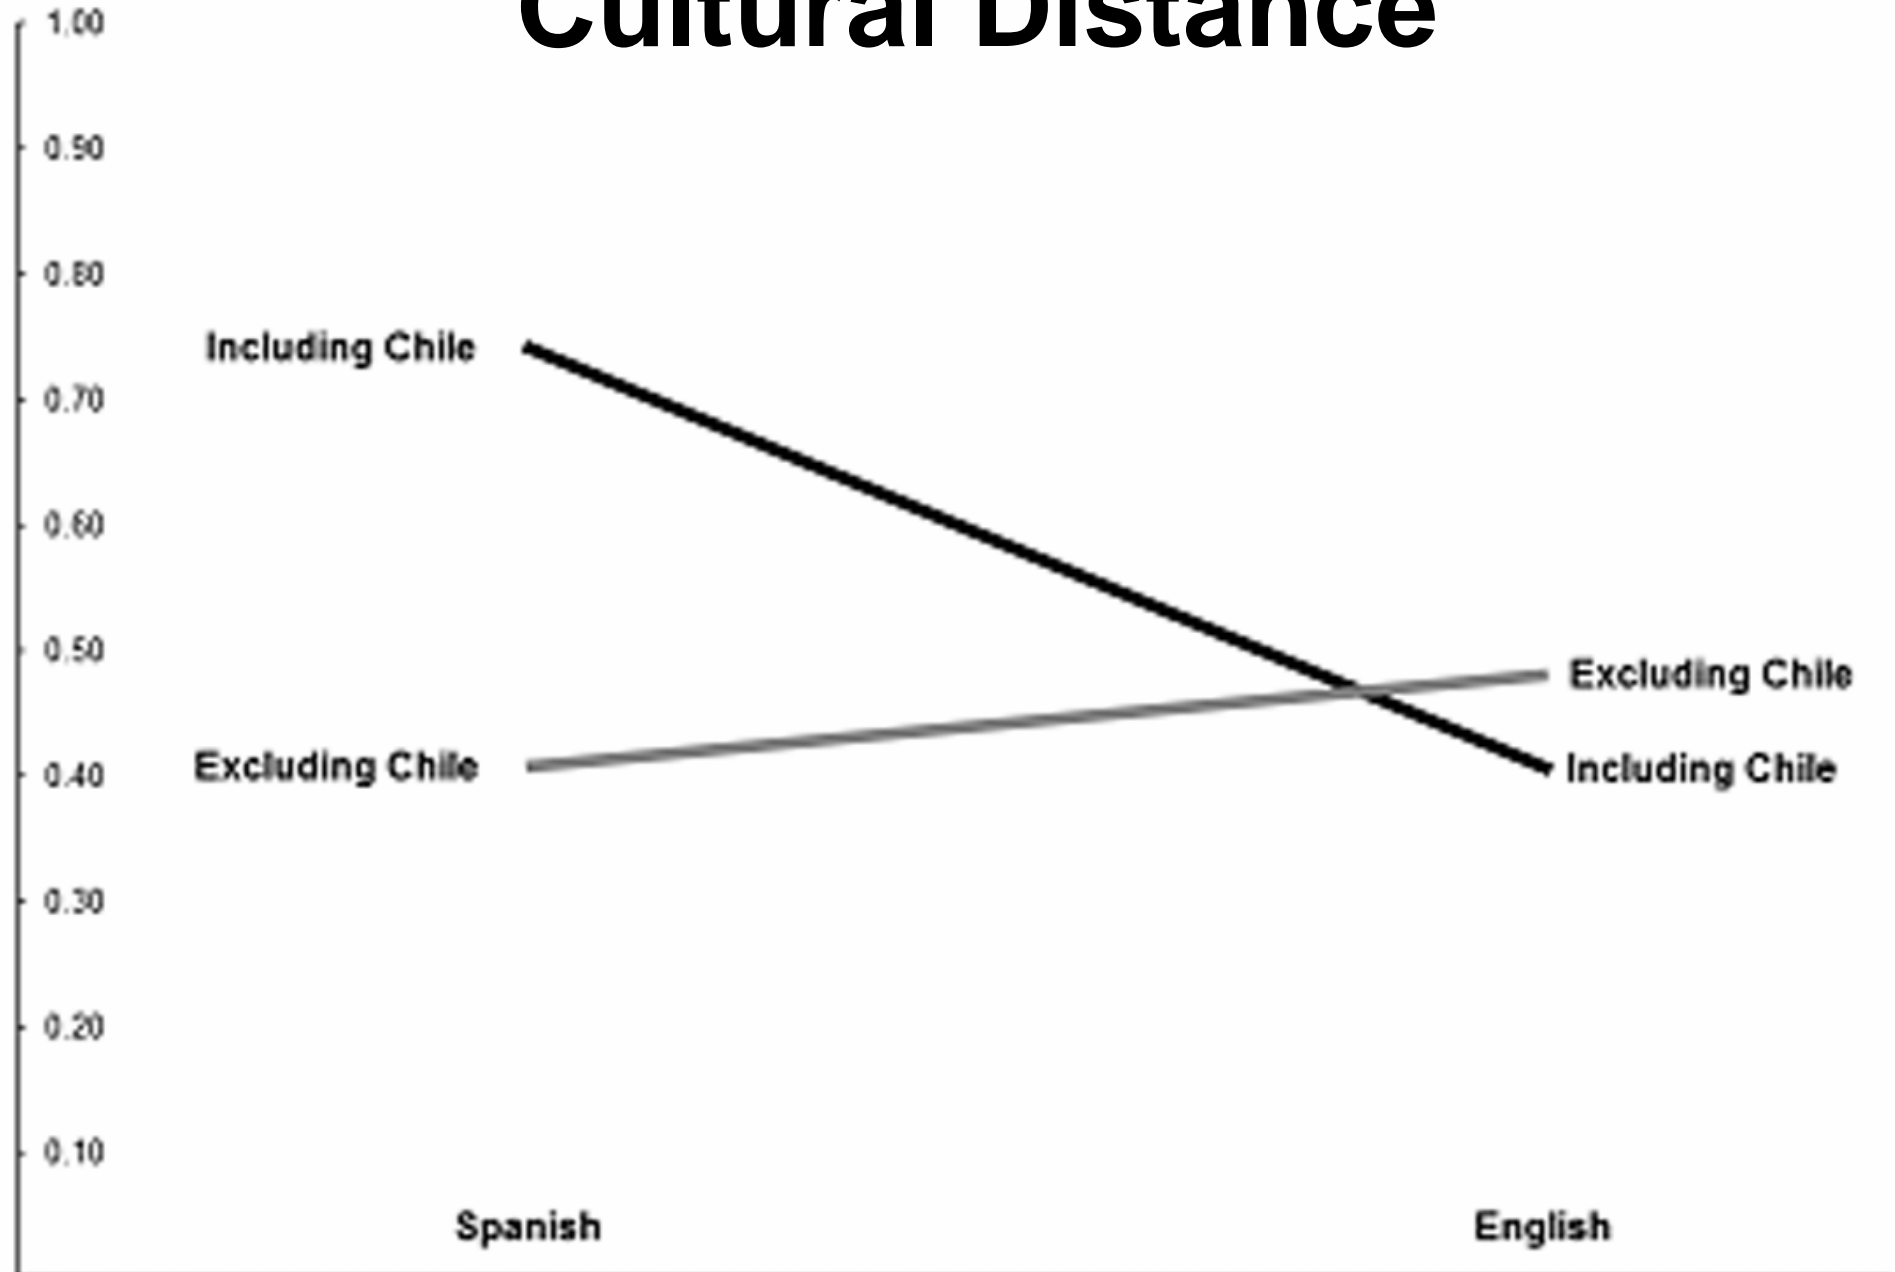 Cultural Distance
1.00
0.90
0.80
Including Chile
0.70
0.60
0.50
Excluding Chile
Excluding Chile
0.40
Including Chile
0.30
0.20
0.10
Spanish English